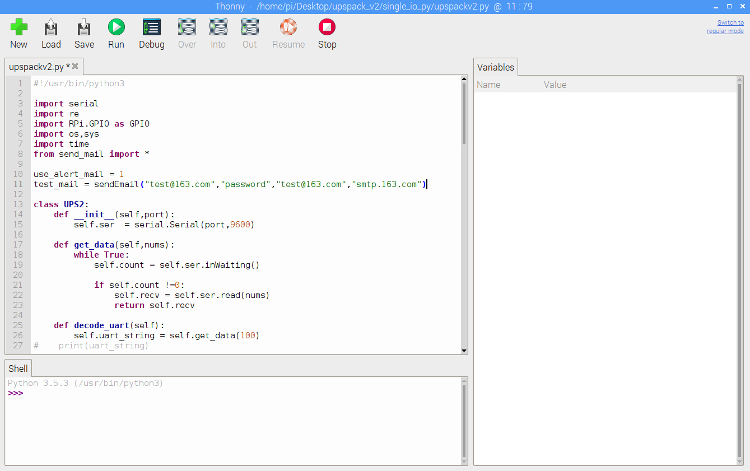 Thonny - /home/pi/Desktop/upspack_v2/single_io_py/upspackv2.py @ 11 : 79
New Load Save Run Debug Over Into Out Resume Stop
Switch to
regular mode
upspackv2.py *
1 #!/usr/bin/python3
2
3 import serial
4 import re
5 import RPi.GPIO as GPIO
6 import os,sys
7 import time
8 from send_mail import *
9
10 use_alert_mail = 1
11 test_mail = sendEmail("test@163.com","password","test@163.com","smtp.163.com")
12
13 class UPS2:
14 def __init__(self,port):
15 self.ser = serial.Serial(port,9600)
16
17 def get_data(self,nums):
18 while True:
19 self.count = self.ser.inWaiting()
20
21 if self.count !=0:
22 self.recv = self.ser.read(nums)
23 return self.recv
24
25 def decode_uart(self):
26 self.uart_string = self.get_data(100)
27 # print(uart_string)
Shell
Python 3.5.3 (/usr/bin/python3)
>>>
Variables
Name Value